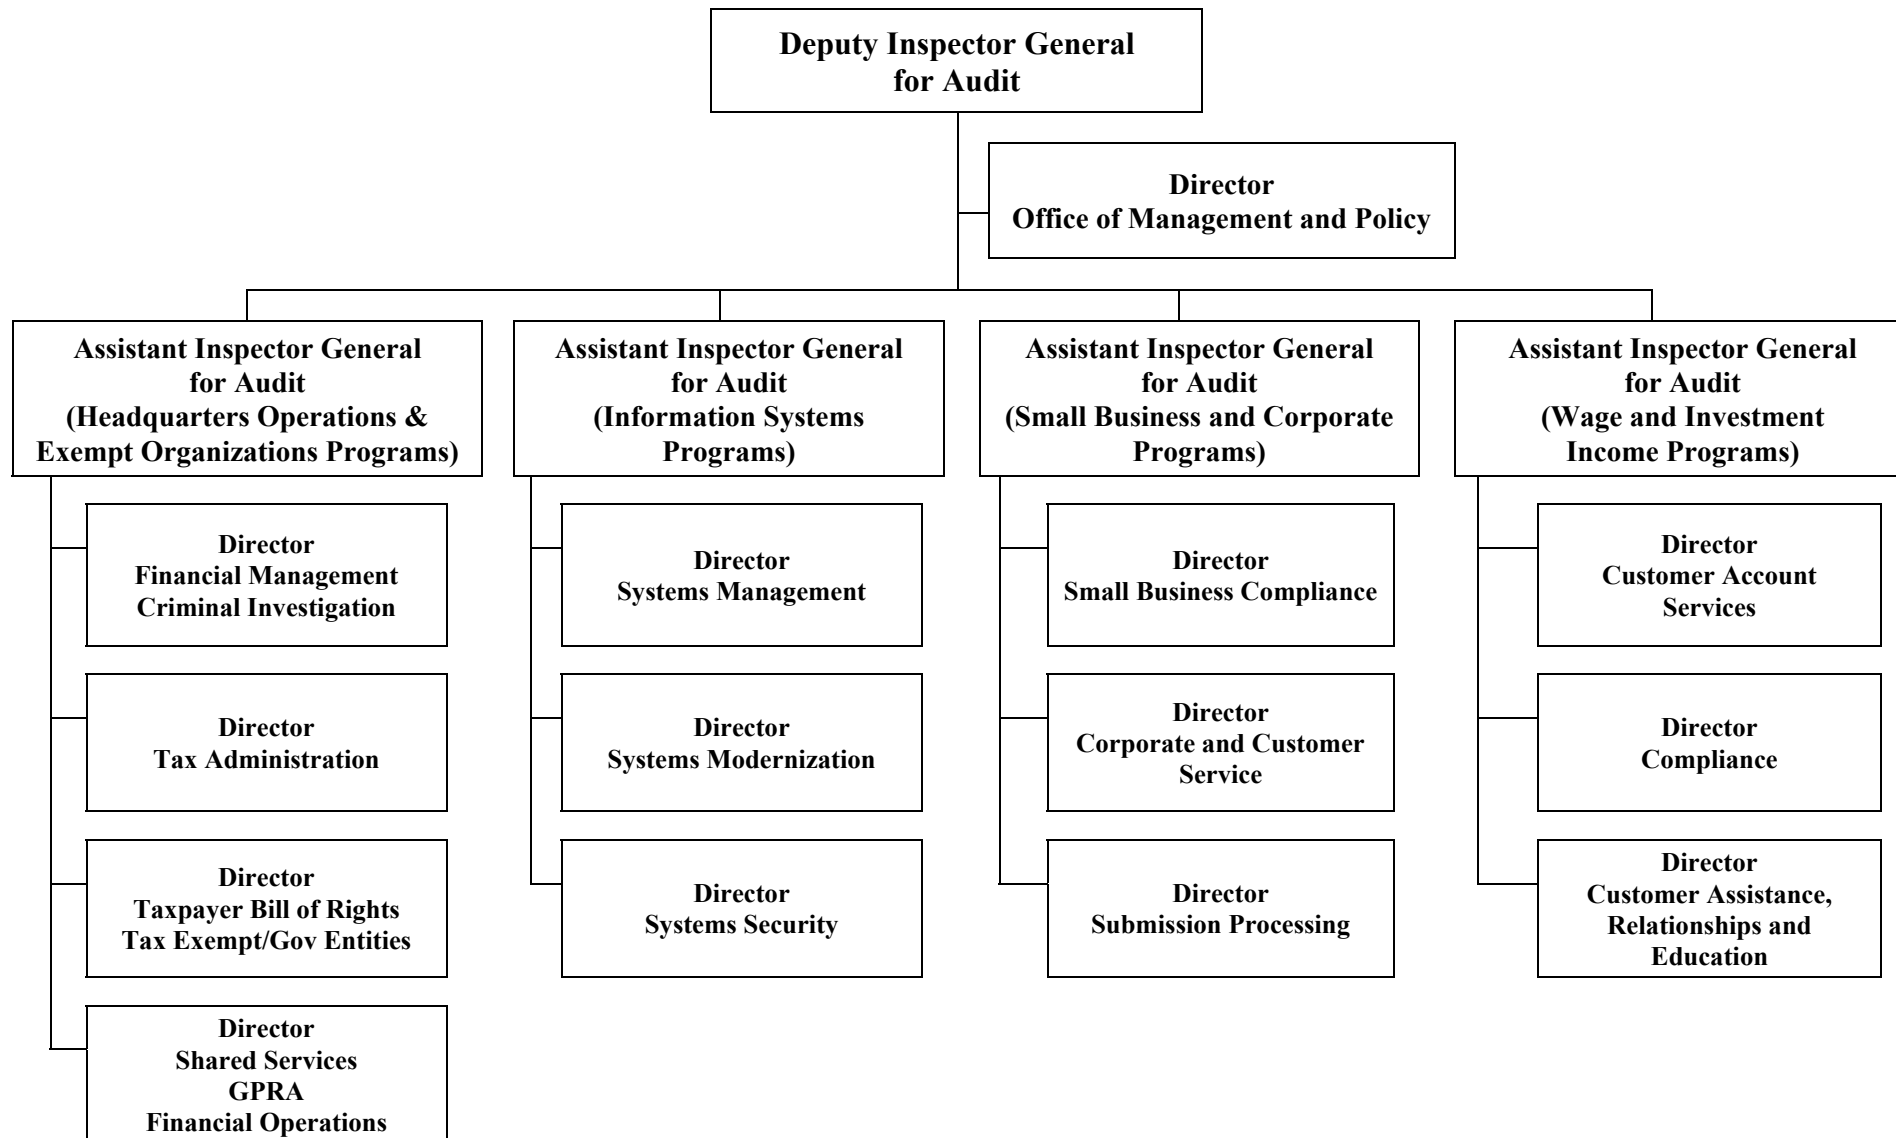 Deputy Inspector General
for Audit
Director
Office of Management and Policy
Assistant Inspector General
for Audit
(Headquarters Operations &
Exempt Organizations Programs)
Assistant Inspector General
for Audit
(Information Systems
Programs)
Assistant Inspector General
for Audit
(Small Business and Corporate
Programs)
Assistant Inspector General
for Audit
(Wage and Investment
Income Programs)
Director
Financial Management
Criminal Investigation
Director
Systems Management
Director
Small Business Compliance
Director
Customer Account
Services
Director
Tax Administration
Director
Systems Modernization
Director
Corporate and Customer
Service
Director
Compliance
Director
Taxpayer Bill of Rights
Tax Exempt/Gov Entities
Director
Systems Security
Director
Submission Processing
Director
Customer Assistance,
Relationships and
Education
Director
Shared Services
GPRA
Financial Operations